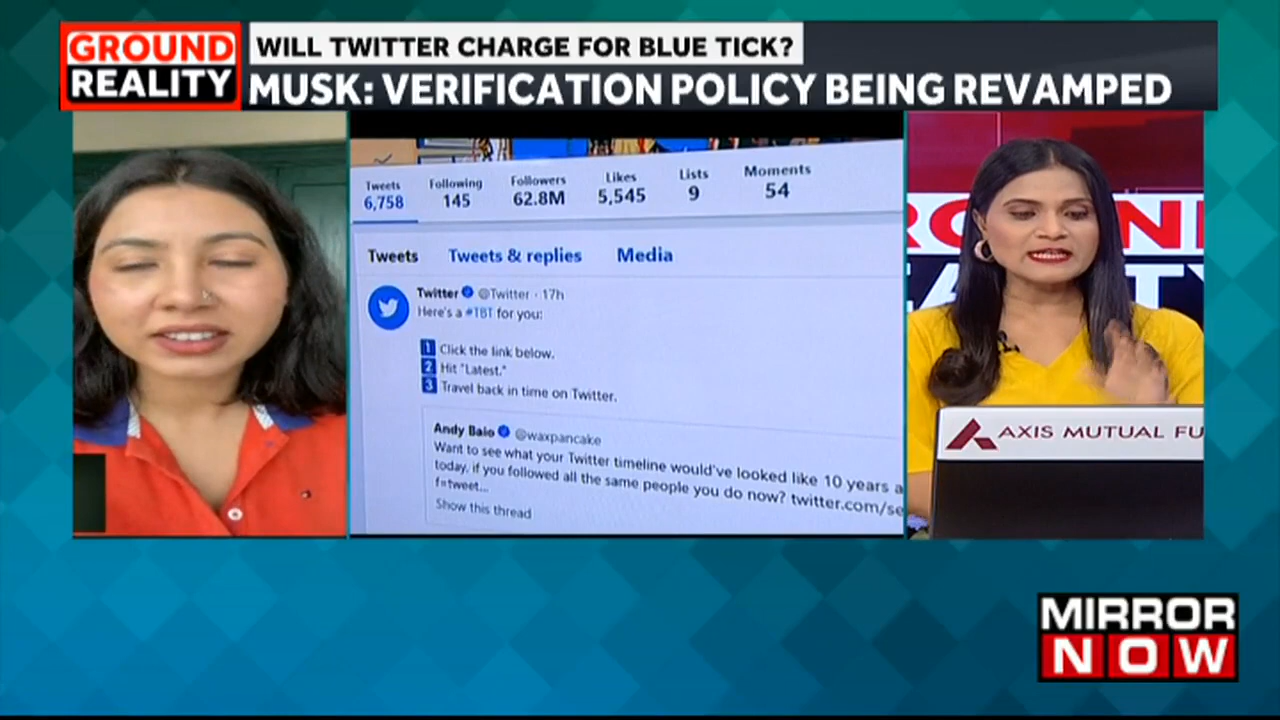 GROUND
REALITY
WILL TWITTER CHARGE FOR BLUE TICK?
MUSK: VERIFICATION POLICY BEING REVAMPED
Tweets
6,758
Following
145
Followers
62.8M
Likes
5,545
Lists
9
Moments
54
Tweets Tweets & replies Media
Twitter @Twitter · 17h
Here's a #TBT for you:
1 Click the link below.
2 Hit "Latest."
3 Travel back in time on Twitter.
Andy Baio @waxpancake
Want to see what your Twitter timeline would've looked like 10 years a
today, if you followed all the same people you do now? twitter.com/se
f=tweet...
Show this thread
AXIS MUTUAL FU
MIRROR
NOW